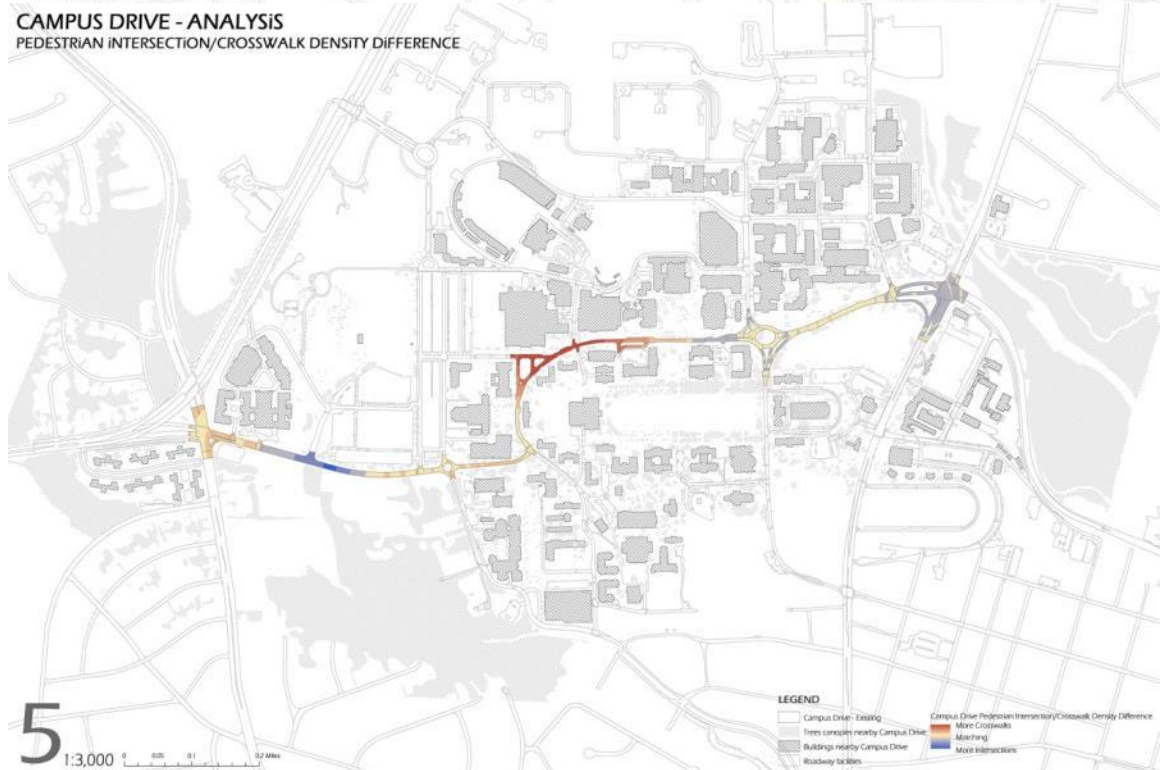 CAMPUS DRIVE - ANALYSiS
PEDESTRiAN iNTERSECTiON/CROSSWALK DENSiTY DiFFERENCE
5
1:3,000
0 0.05 0.1 0.2 Miles
LEGEND
Campus Drive - Existing
Trees canopies nearby Campus Drive
Buildings nearby Campus Drive
Roadway facilities
Campus Drive Pedestrian Intersection/Crosswalk Density Difference
More Crosswalks
Matching
More Intersections